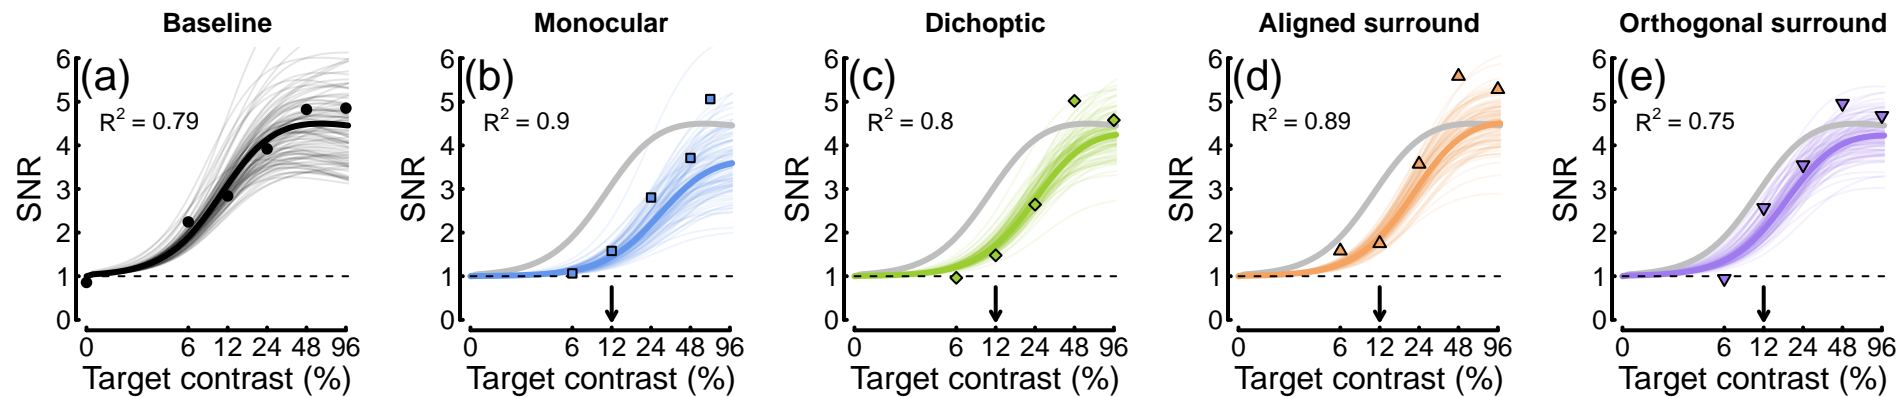 Baseline
(a)
R² = 0.79
SNR
6
5
4
3
2
1
0
0 6 12 24 48 96
Target contrast (%)
Monocular
(b)
R² = 0.9
SNR
6
5
4
3
2
1
0
0 6 12 24 48 96
Target contrast (%)
Dichoptic
(c)
R² = 0.8
SNR
6
5
4
3
2
1
0
0 6 12 24 48 96
Target contrast (%)
Aligned surround
(d)
R² = 0.89
SNR
6
5
4
3
2
1
0
0 6 12 24 48 96
Target contrast (%)
Orthogonal surround
(e)
R² = 0.75
SNR
6
5
4
3
2
1
0
0 6 12 24 48 96
Target contrast (%)